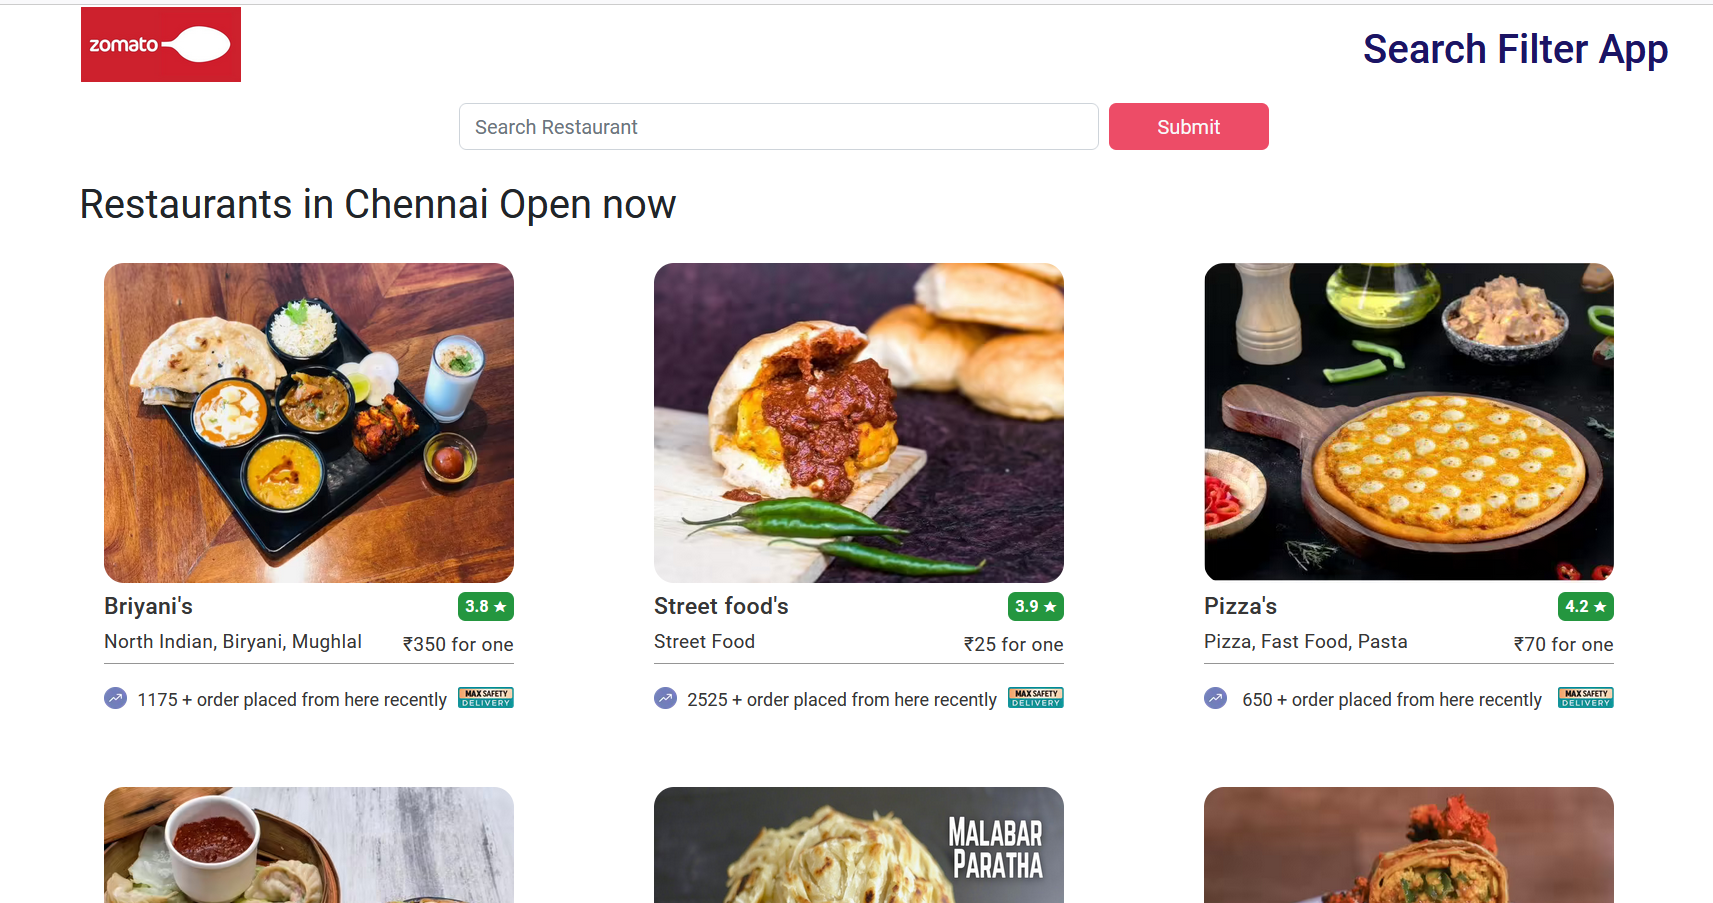 zomato
Search Filter App
Search Restaurant
Submit
Restaurants in Chennai Open now
Briyani's
3.8 ★
North Indian, Biryani, Mughlal
₹350 for one
1175 + order placed from here recently
MAX SAFETY
DELIVERY
Street food's
3.9 ★
Street Food
₹25 for one
2525 + order placed from here recently
MAX SAFETY
DELIVERY
Pizza's
4.2 ★
Pizza, Fast Food, Pasta
₹70 for one
650 + order placed from here recently
MAX SAFETY
DELIVERY
MALABAR
PARATHA